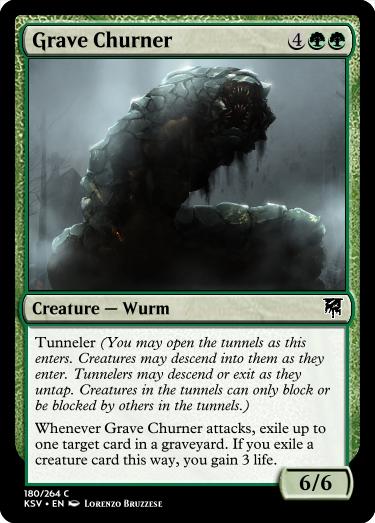 Grave Churner 4
Creature — Wurm
Tunneler (You may open the tunnels as this
enters. Creatures may descend into them as they
enter. Tunnelers may descend or exit as they
untap. Creatures in the tunnels can only block or
be blocked by others in the tunnels.)
Whenever Grave Churner attacks, exile up to
one target card in a graveyard. If you exile a
creature card this way, you gain 3 life.
6/6
180/264 C
KSV • EN Lorenzo Bruzzese